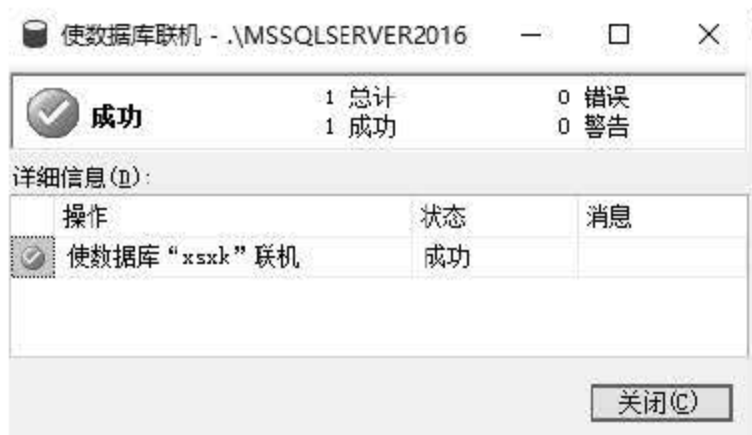 使数据库联机 - .\MSSQLSERVER2016
成功
1 总计
0 错误
1 成功
0 警告
详细信息(D):
操作 状态 消息
使数据库“xsxk”联机 成功
关闭(C)